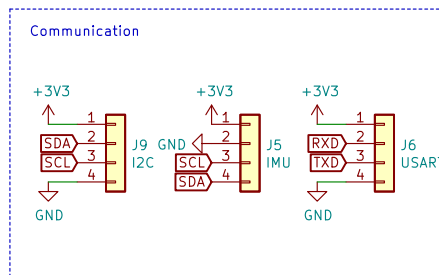 Communication
+3V3
1
SDA 2
SCL 3
4
GND
J9
I2C
+3V3
1
GND 2
SCL 3
SDA 4
J5
IMU
+3V3
1
RXD 2
TXD 3
4
GND
J6
USART